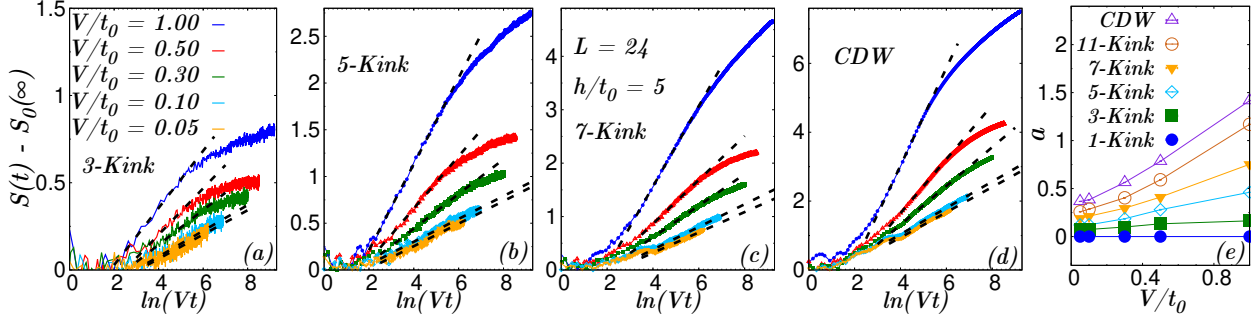 S(t) - S₀(∞)
1.5
1
0.5
0
V/t₀ = 1.00
V/t₀ = 0.50
V/t₀ = 0.30
V/t₀ = 0.10
V/t₀ = 0.05
3-Kink
(a)
0 2 4 6 8
ln(Vt)
2.5
2
1.5
1
0.5
0
5-Kink
(b)
0 2 4 6 8
ln(Vt)
4
3
2
1
0
L = 24
h/t₀ = 5
7-Kink
(c)
0 2 4 6 8
ln(Vt)
6
4
2
0
CDW
(d)
0 2 4 6 8
ln(Vt)
a
2
1.5
1
0.5
0
CDW
11-Kink
7-Kink
5-Kink
3-Kink
1-Kink
(e)
0 0.4 0.8
V/t₀